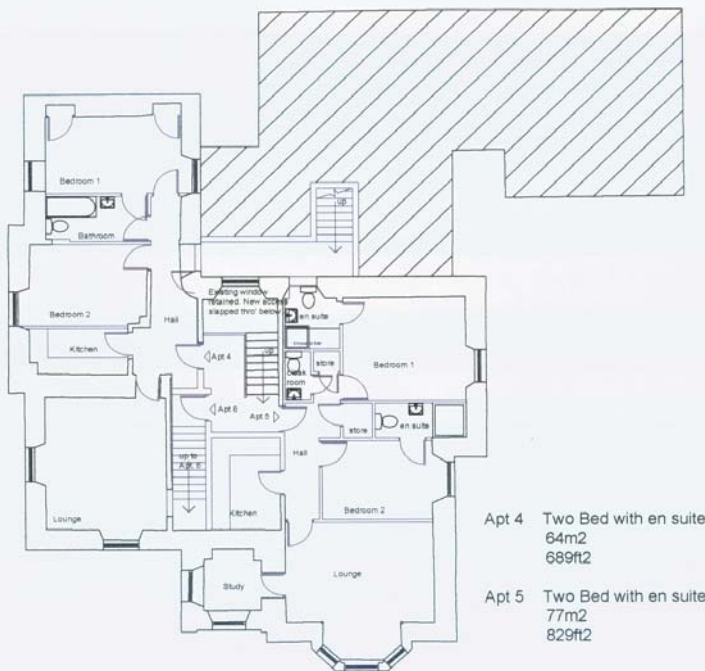 up
Bedroom 1
Bathroom
Bedroom 2
Kitchen
Hall
Lounge
Existing window
retained. New access
slapped thro' below
Apt 4
up
Apt 6
Apt 5
up to
Apt. 6
en suite
cloak
room
store
Bedroom 1
store
en suite
Hall
Kitchen
Bedroom 2
Lounge
Study
Apt 4 Two Bed with en suite
64m2
689ft2
Apt 5 Two Bed with en suite
77m2
829ft2